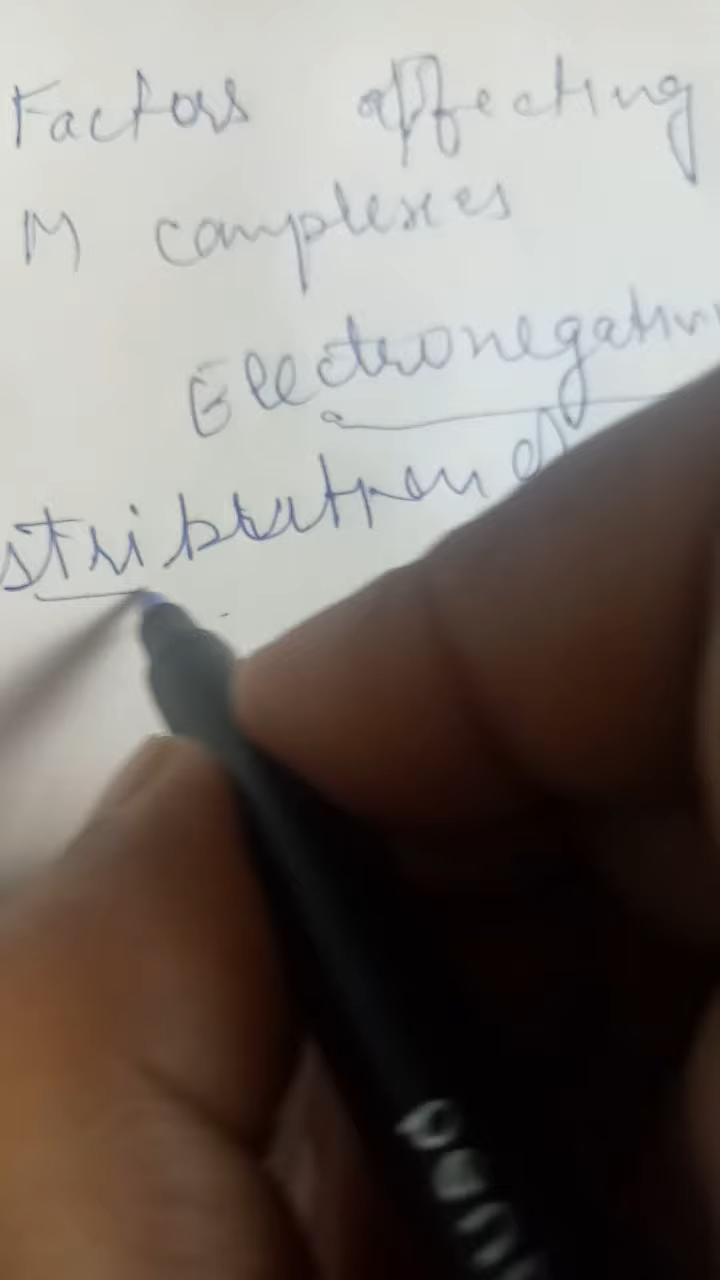 Factors affecting
M complexes
Electronegativ
stribution of